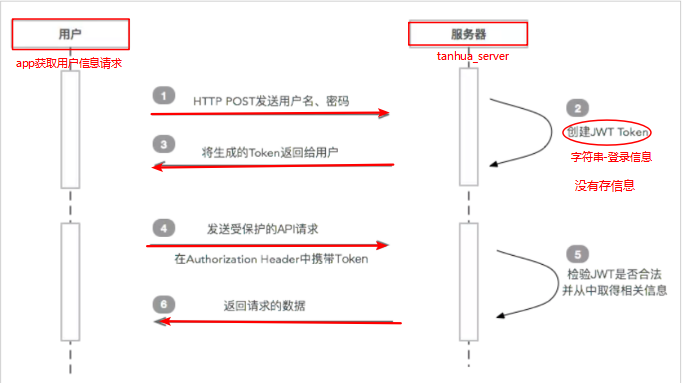 用户
服务器
app获取用户信息请求
tanhua_server
1
HTTP POST发送用户名、密码
2
创建JWT Token
3
将生成的Token返回给用户
字符串-登录信息
没有存信息
4
发送受保护的API请求
在Authorization Header中携带Token
5
检验JWT是否合法
并从中取得相关信息
6
返回请求的数据